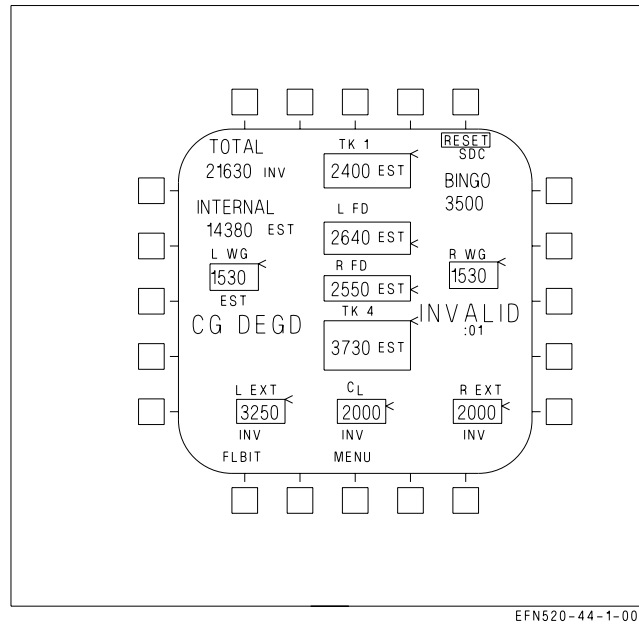 TOTAL
21630 INV
TK 1
2400 EST
RESET
SDC
BINGO
3500
INTERNAL
14380 EST
L FD
2640 EST
L WG
1530
EST
R FD
2550 EST
R WG
1530
CG DEGD
TK 4
3730 EST
INVALID
:01
L EXT
3250
INV
CL
2000
INV
R EXT
2000
INV
FLBIT
MENU
EFN520-44-1-00